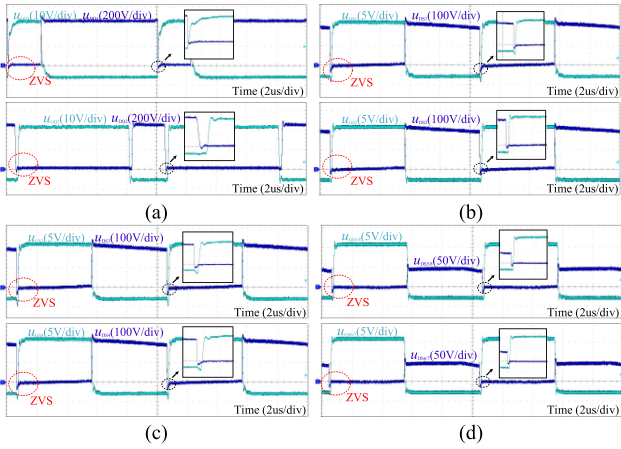 (10V/div) (200V/div)
ZVS
Time (2us/div)
(10V/div) (200V/div)
ZVS
Time (2us/div)
(a)
(5V/div) (100V/div)
ZVS
Time (2us/div)
(5V/div) (100V/div)
ZVS
Time (2us/div)
(b)
(5V/div) (100V/div)
ZVS
Time (2us/div)
(5V/div) (100V/div)
ZVS
Time (2us/div)
(c)
(5V/div)
(50V/div)
ZVS
Time (2us/div)
(5V/div)
(50V/div)
ZVS
Time (2us/div)
(d)